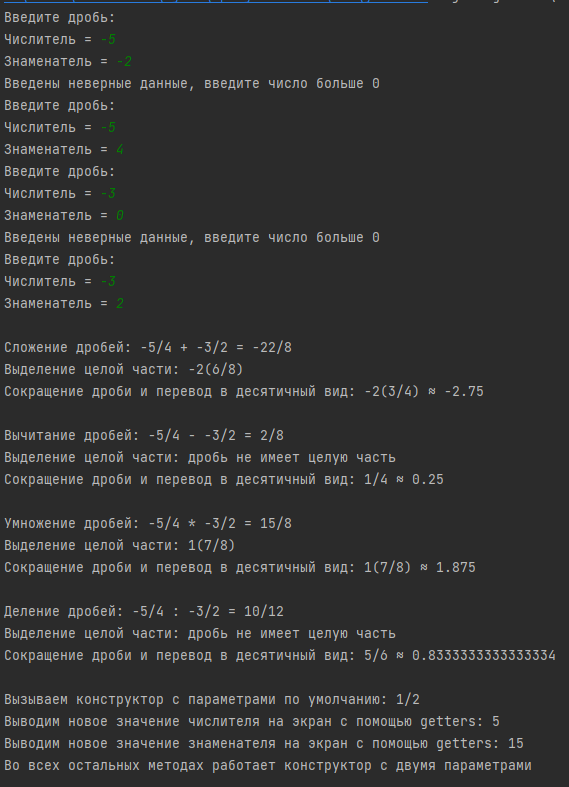 Введите дробь:
Числитель = -5
Знаменатель = -2
Введены неверные данные, введите число больше 0
Введите дробь:
Числитель = -5
Знаменатель = 4
Введите дробь:
Числитель = -3
Знаменатель = 0
Введены неверные данные, введите число больше 0
Введите дробь:
Числитель = -3
Знаменатель = 2
Сложение дробей: -5/4 + -3/2 = -22/8
Выделение целой части: -2(6/8)
Сокращение дроби и перевод в десятичный вид: -2(3/4) ≈ -2.75
Вычитание дробей: -5/4 - -3/2 = 2/8
Выделение целой части: дробь не имеет целую часть
Сокращение дроби и перевод в десятичный вид: 1/4 ≈ 0.25
Умножение дробей: -5/4 * -3/2 = 15/8
Выделение целой части: 1(7/8)
Сокращение дроби и перевод в десятичный вид: 1(7/8) ≈ 1.875
Деление дробей: -5/4 : -3/2 = 10/12
Выделение целой части: дробь не имеет целую часть
Сокращение дроби и перевод в десятичный вид: 5/6 ≈ 0.8333333333333334
Вызываем конструктор с параметрами по умолчанию: 1/2
Выводим новое значение числителя на экран с помощью getters: 5
Выводим новое значение знаменателя на экран с помощью getters: 15
Во всех остальных методах работает конструктор с двумя параметрами